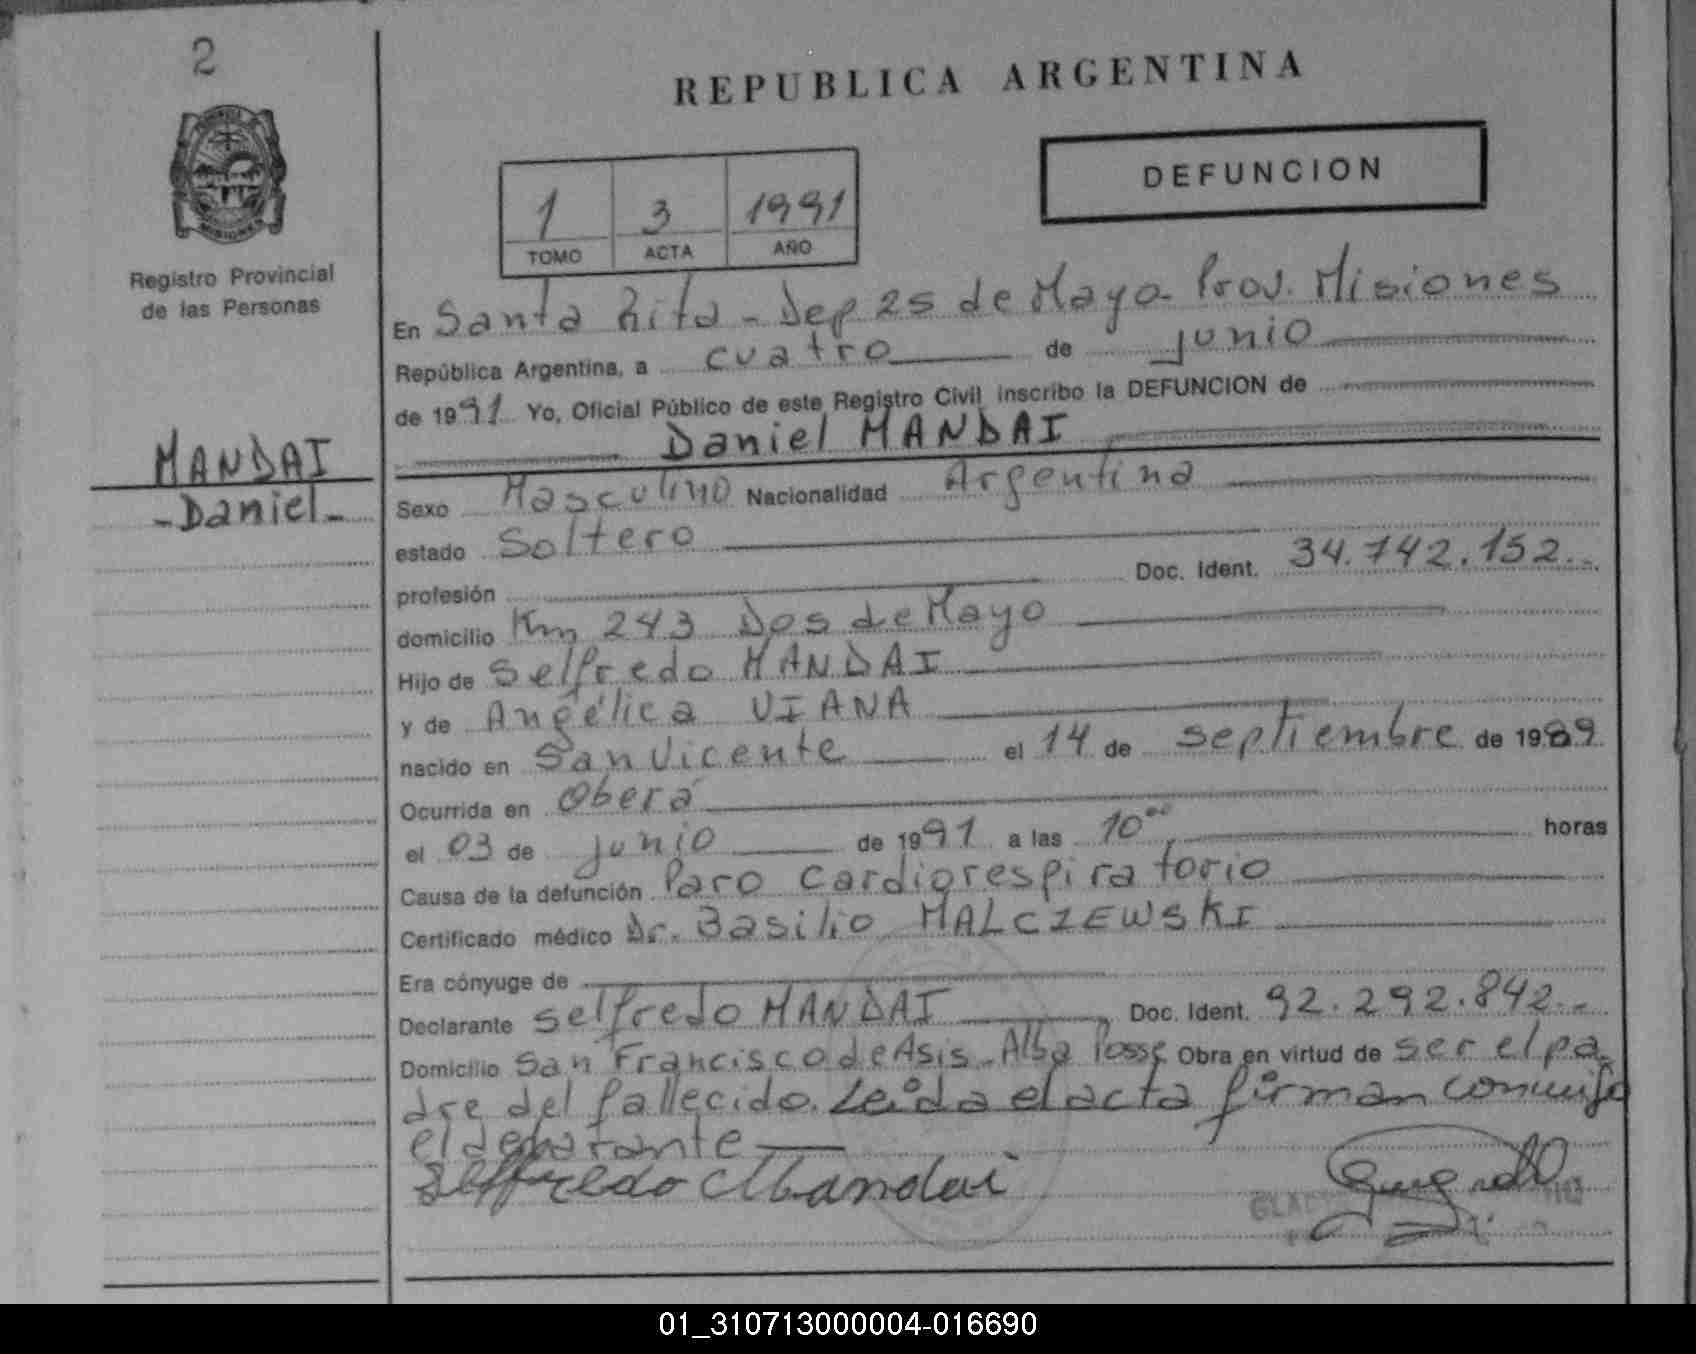 2
REPUBLICA ARGENTINA
MISIONES
Registro Provincial
de las Personas
DEFUNCION
1 3 1991
TOMO ACTA AÑO
En Santa Rita - Dep 25 de Mayo - Prov. Misiones
República Argentina, a cuatro de junio
de 1991 Yo, Oficial Público de este Registro Civil inscribo la DEFUNCION de
Daniel MANDAI
MANDAI
- Daniel -
Sexo Masculino Nacionalidad Argentina
estado Soltero
profesión Doc. Ident. 34.742.152.-
domicilio Km 243 Dos de Mayo
Hijo de Selfredo MANDAI
y de Angélica VIANA
nacido en San Vicente el 14 de septiembre de 1989
Ocurrida en Oberá
el 03 de junio de 1991 a las 10ºº horas
Causa de la defunción Paro cardiorespiratorio
Certificado médico Dr. Basilio MALCZEWSKI
Era cónyuge de
Declarante Selfredo MANDAI Doc. Ident. 92.292.842.-
Domicilio San Francisco de Asis - Alba Posse Obra en virtud de ser el pa
dre del fallecido. Leída el acta firman conmigo
el
Selfredo Mandai
01_310713000004-016690